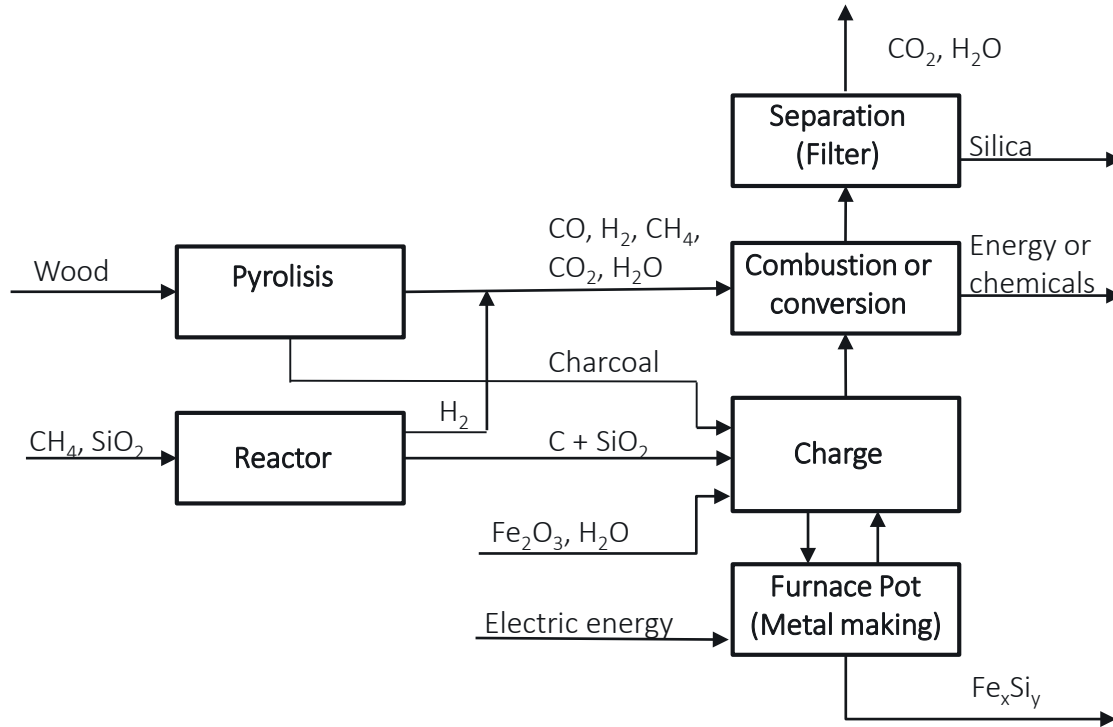 CO₂, H₂O
Separation
(Filter)
Silica
CO, H₂, CH₄,
CO₂, H₂O
Energy or
chemicals
Combustion or
conversion
Wood
Pyrolisis
Charcoal
H₂
CH₄, SiO₂
Reactor
C + SiO₂
Charge
Fe₂O₃, H₂O
Furnace Pot
(Metal making)
Electric energy
FeₓSiᵧ